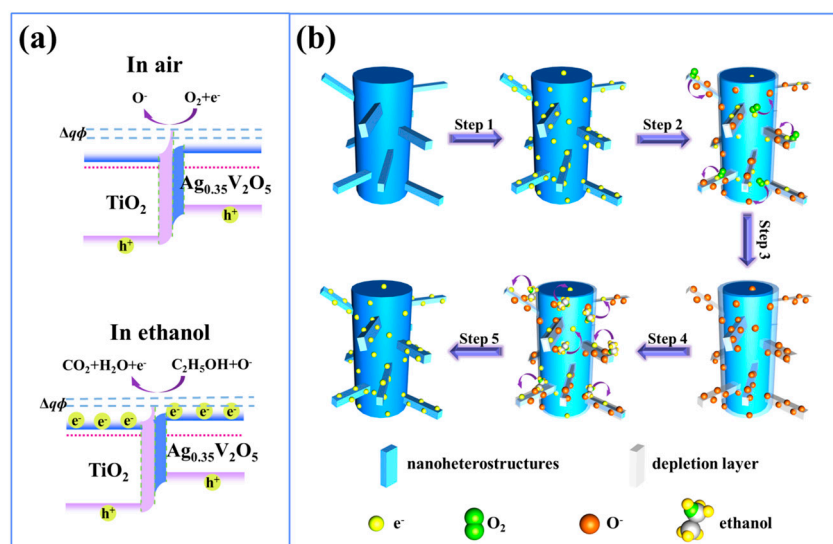 (a)
In air
O⁻ O₂+e⁻
Δqϕ
TiO₂ Ag₀.₃₅V₂O₅
h⁺ h⁺
In ethanol
CO₂+H₂O+e⁻ C₂H₅OH+O⁻
Δqϕ
e⁻ e⁻ e⁻ e⁻ e⁻ e⁻
TiO₂ Ag₀.₃₅V₂O₅
h⁺ h⁺
(b)
Step 1 Step 2
Step 3
Step 5 Step 4
nanoheterostructures depletion layer
e⁻ O₂ O⁻ ethanol